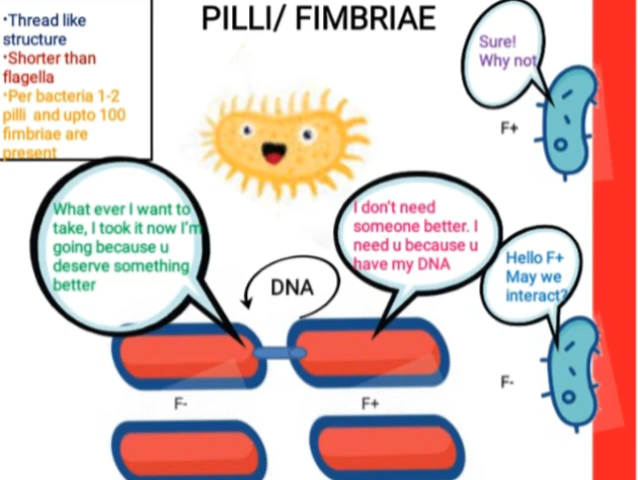 PILLI/ FIMBRIAE
•Thread like
structure
•Shorter than
flagella
•Per bacteria 1-2
pilli and upto 100
fimbriae are
present
Sure!
Why not
F+
What ever I want to
take, I took it now I'm
going because u
deserve something
better
I don't need
someone better. I
need u because u
have my DNA
Hello F+
May we
interact?
DNA
F-
F-
F+